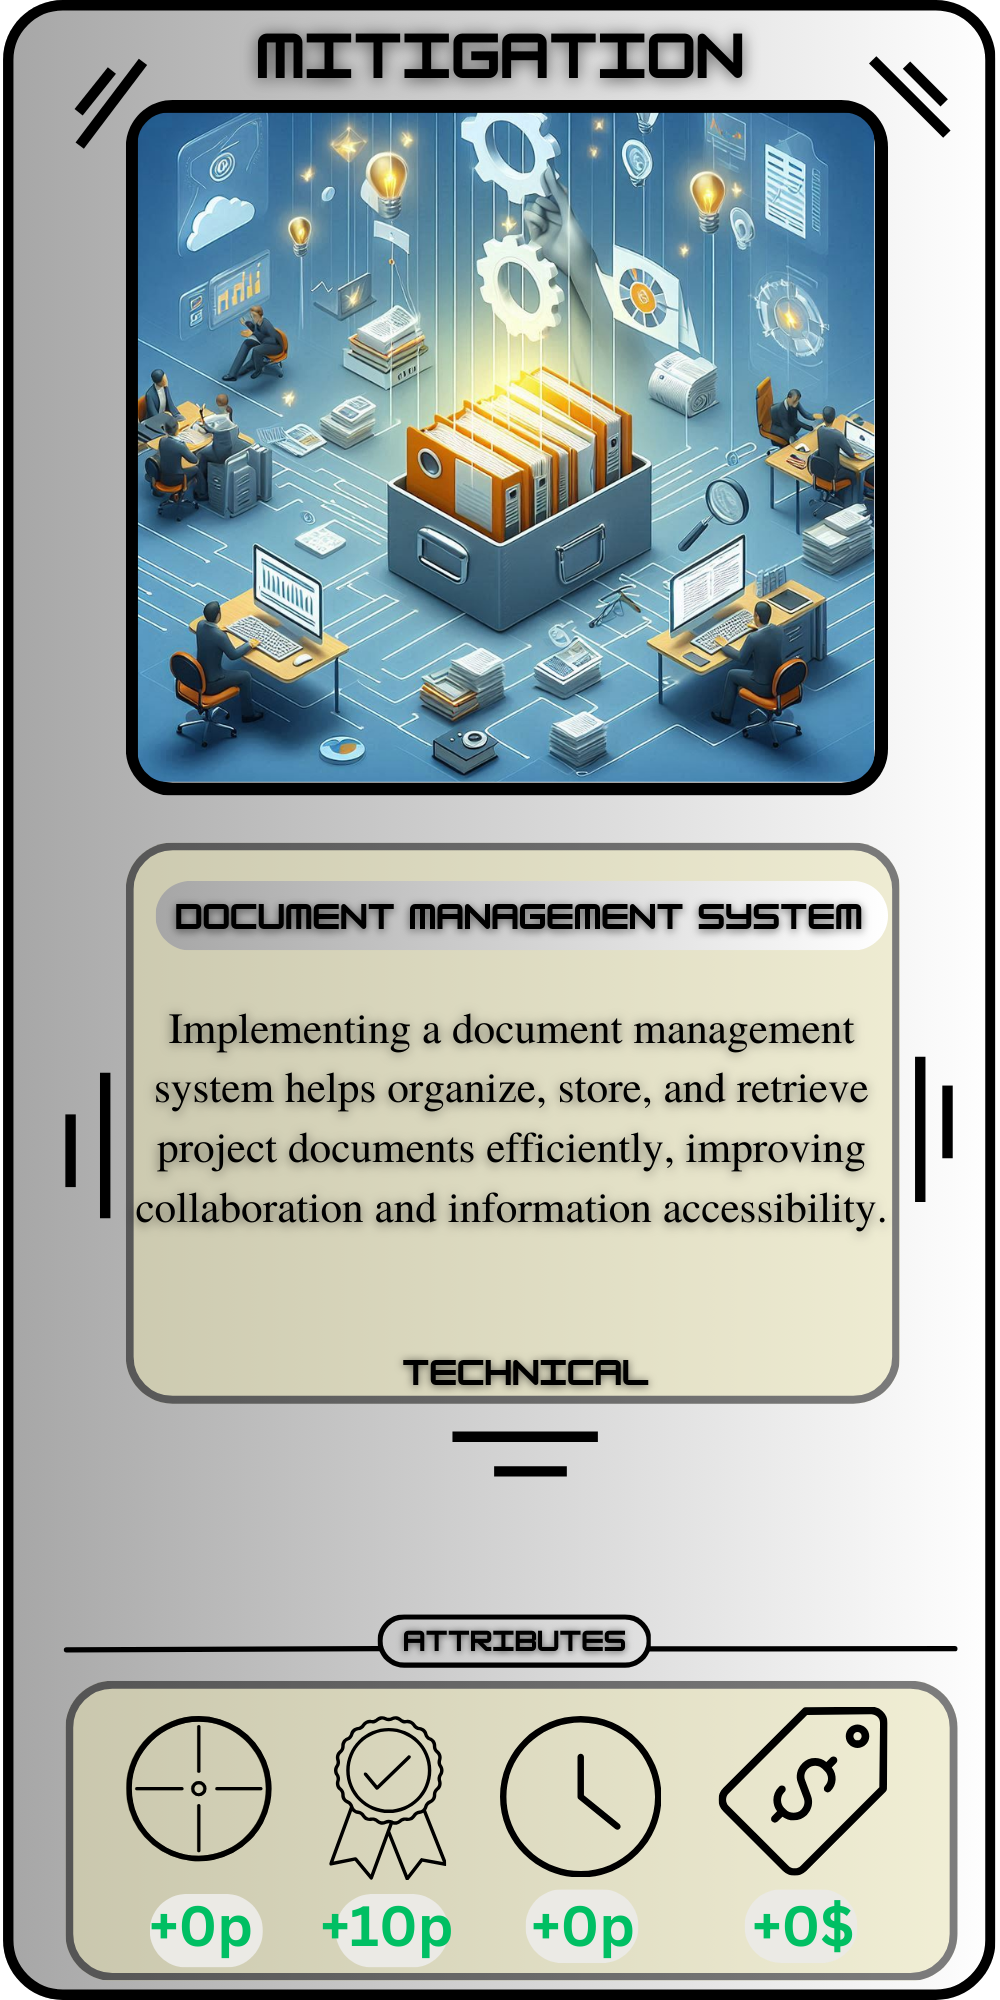 MITIGATION
DOCUMENT MANAGEMENT SYSTEM
Implementing a document management
system helps organize, store, and retrieve
project documents efficiently, improving
collaboration and information accessibility.
TECHNICAL
ATTRIBUTES
+0p +10p +0p +0$